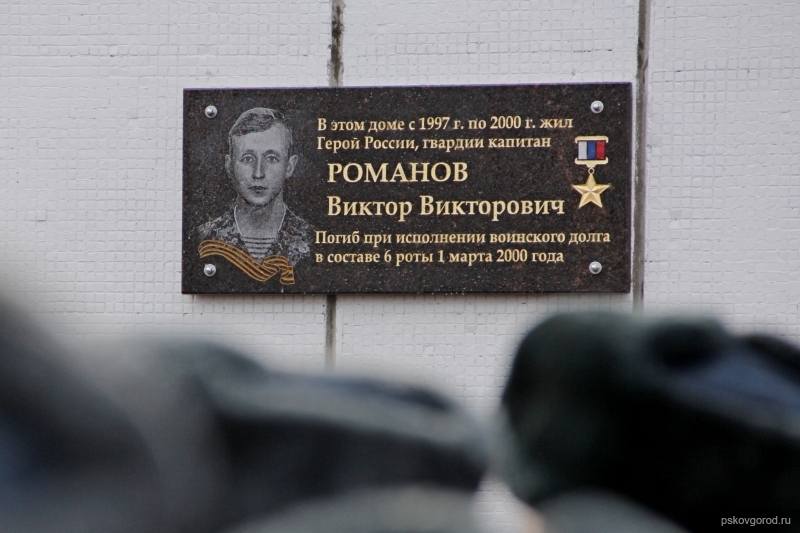 В этом доме с 1997 г. по 2000 г. жил
Герой России, гвардии капитан
РОМАНОВ
Виктор Викторович
Погиб при исполнении воинского долга
в составе 6 роты 1 марта 2000 года
pskovgorod.ru